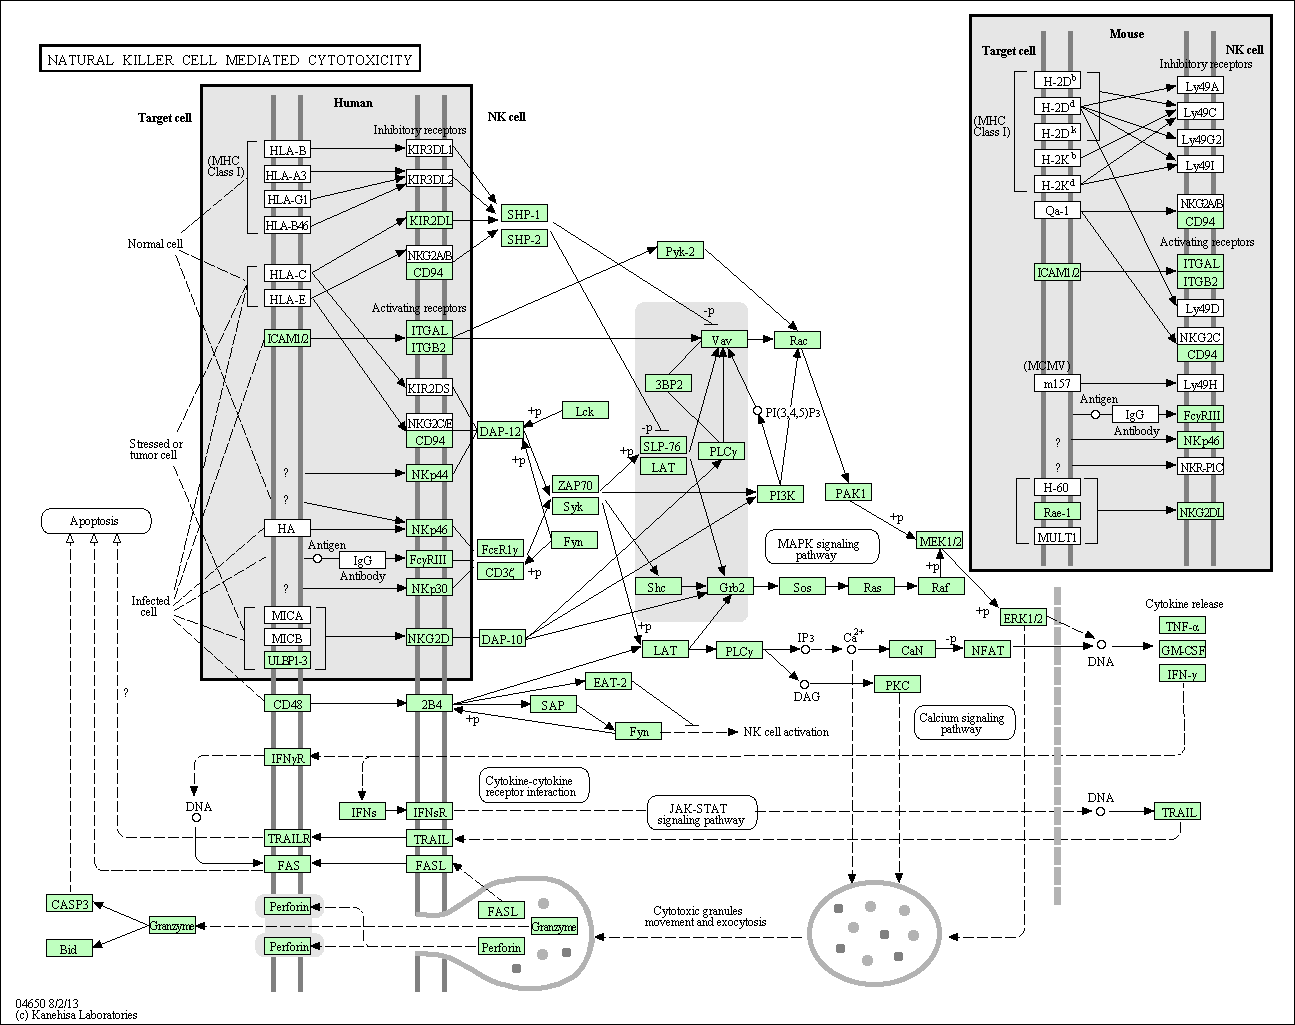 NATURAL KILLER CELL MEDIATED CYTOTOXICITY
Target cell
Human
NK cell
Inhibitory receptors
(MHC
Class I)
HLA-B
KIR3DL1
HLA-A3
KIR3DL2
HLA-G1
HLA-B46
KIR2DL
SHP-1
SHP-2
Normal cell
NKG2A/B
CD94
HLA-C
HLA-E
Pyk-2
Activating receptors
ICAM1/2
ITGAL
ITGB2
-p
Vav
Rac
3BP2
KIR2DS
NKG2C/E
CD94
DAP-12
+p
Lck
PI(3,4,5)P3
Stressed or
tumor cell
-p
SLP-76
LAT
PLCγ
+p
+p
?
NKp44
ZAP70
Syk
PI3K
PAK1
?
Apoptosis
HA
NKp46
+p
Fyn
FcεR1γ
CD3ζ
+p
MAPK signaling
pathway
MEK1/2
+p
Antigen
IgG
Antibody
FcγRIII
?
NKp30
Shc
Grb2
Sos
Ras
Raf
Infected
cell
MICA
MICB
ULBP1-3
NKG2D
DAP-10
+p
LAT
PLCγ
IP3
Ca2+
CaN
-p
NFAT
+p
ERK1/2
DNA
Cytokine release
TNF-α
GM-CSF
IFN-γ
DAG
PKC
?
CD48
2B4
EAT-2
SAP
+p
Fyn
NK cell activation
Calcium signaling
pathway
IFNγR
DNA
Cytokine-cytokine
receptor interaction
IFNs
IFNsR
JAK-STAT
signaling pathway
DNA
TRAIL
TRAILR
TRAIL
FAS
FASL
CASP3
Bid
Granzyme
Perforin
Perforin
FASL
Granzyme
Perforin
Cytotoxic granules
movement and exocytosis
Mouse
Target cell
NK cell
Inhibitory receptors
(MHC
Class I)
H-2Db
H-2Dd
H-2Dk
H-2Kb
H-2Kd
Ly49A
Ly49C
Ly49G2
Ly49I
Qa-1
NKG2A/B
CD94
Activating receptors
ICAM1/2
ITGAL
ITGB2
Ly49D
NKG2C
CD94
(MCMV)
m157
Ly49H
Antigen
IgG
Antibody
FcγRIII
?
NKp46
?
NKR-P1C
H-60
Rae-1
MULT1
NKG2DL
04650 8/2/13
(c) Kanehisa Laboratories